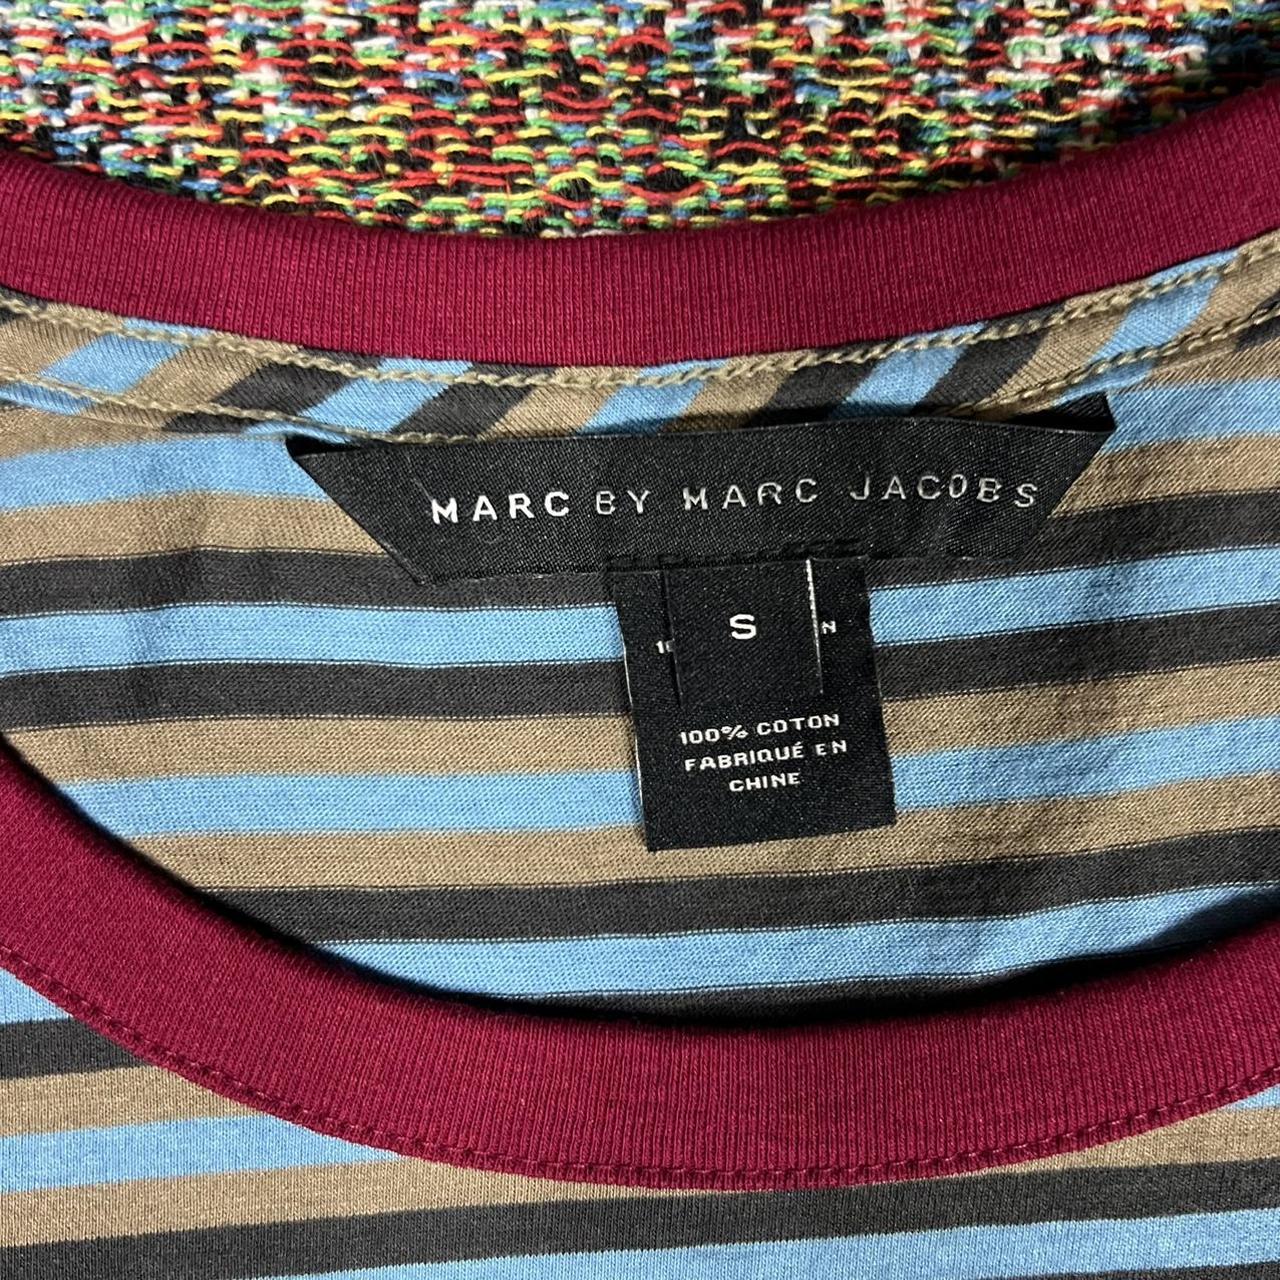 MARC BY MARC JACOBS
S
100% COTON
FABRIQUÉ EN
CHINE